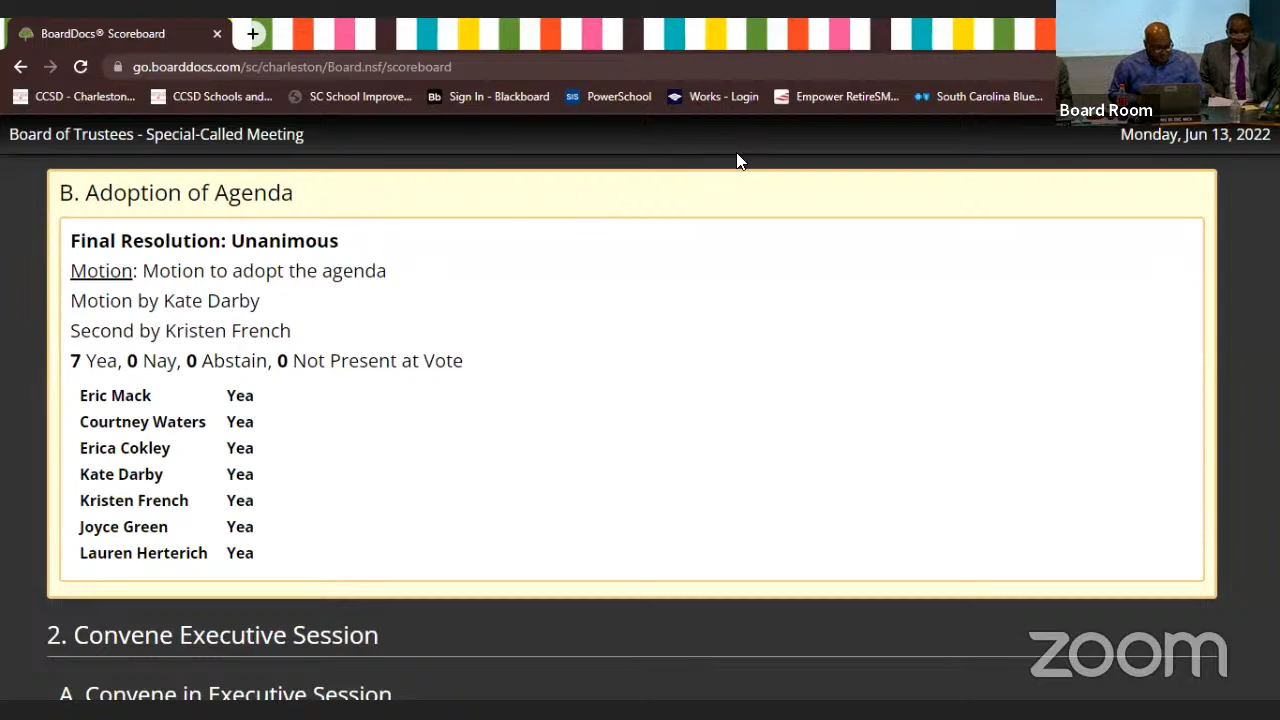 BoardDocs® Scoreboard
go.boarddocs.com/sc/charleston/Board.nsf/scoreboard
CCSD - Charleston... CCSD Schools and... SC School Improve... Bb Sign In - Blackboard SIS PowerSchool Works - Login Empower RetireSM... South Carolina Blue...
Board Room
Board of Trustees - Special-Called Meeting Monday, Jun 13, 2022
B. Adoption of Agenda
Final Resolution: Unanimous
Motion: Motion to adopt the agenda
Motion by Kate Darby
Second by Kristen French
7 Yea, 0 Nay, 0 Abstain, 0 Not Present at Vote
Eric Mack Yea
Courtney Waters Yea
Erica Cokley Yea
Kate Darby Yea
Kristen French Yea
Joyce Green Yea
Lauren Herterich Yea
2. Convene Executive Session
zoom
A. Convene in Executive Session